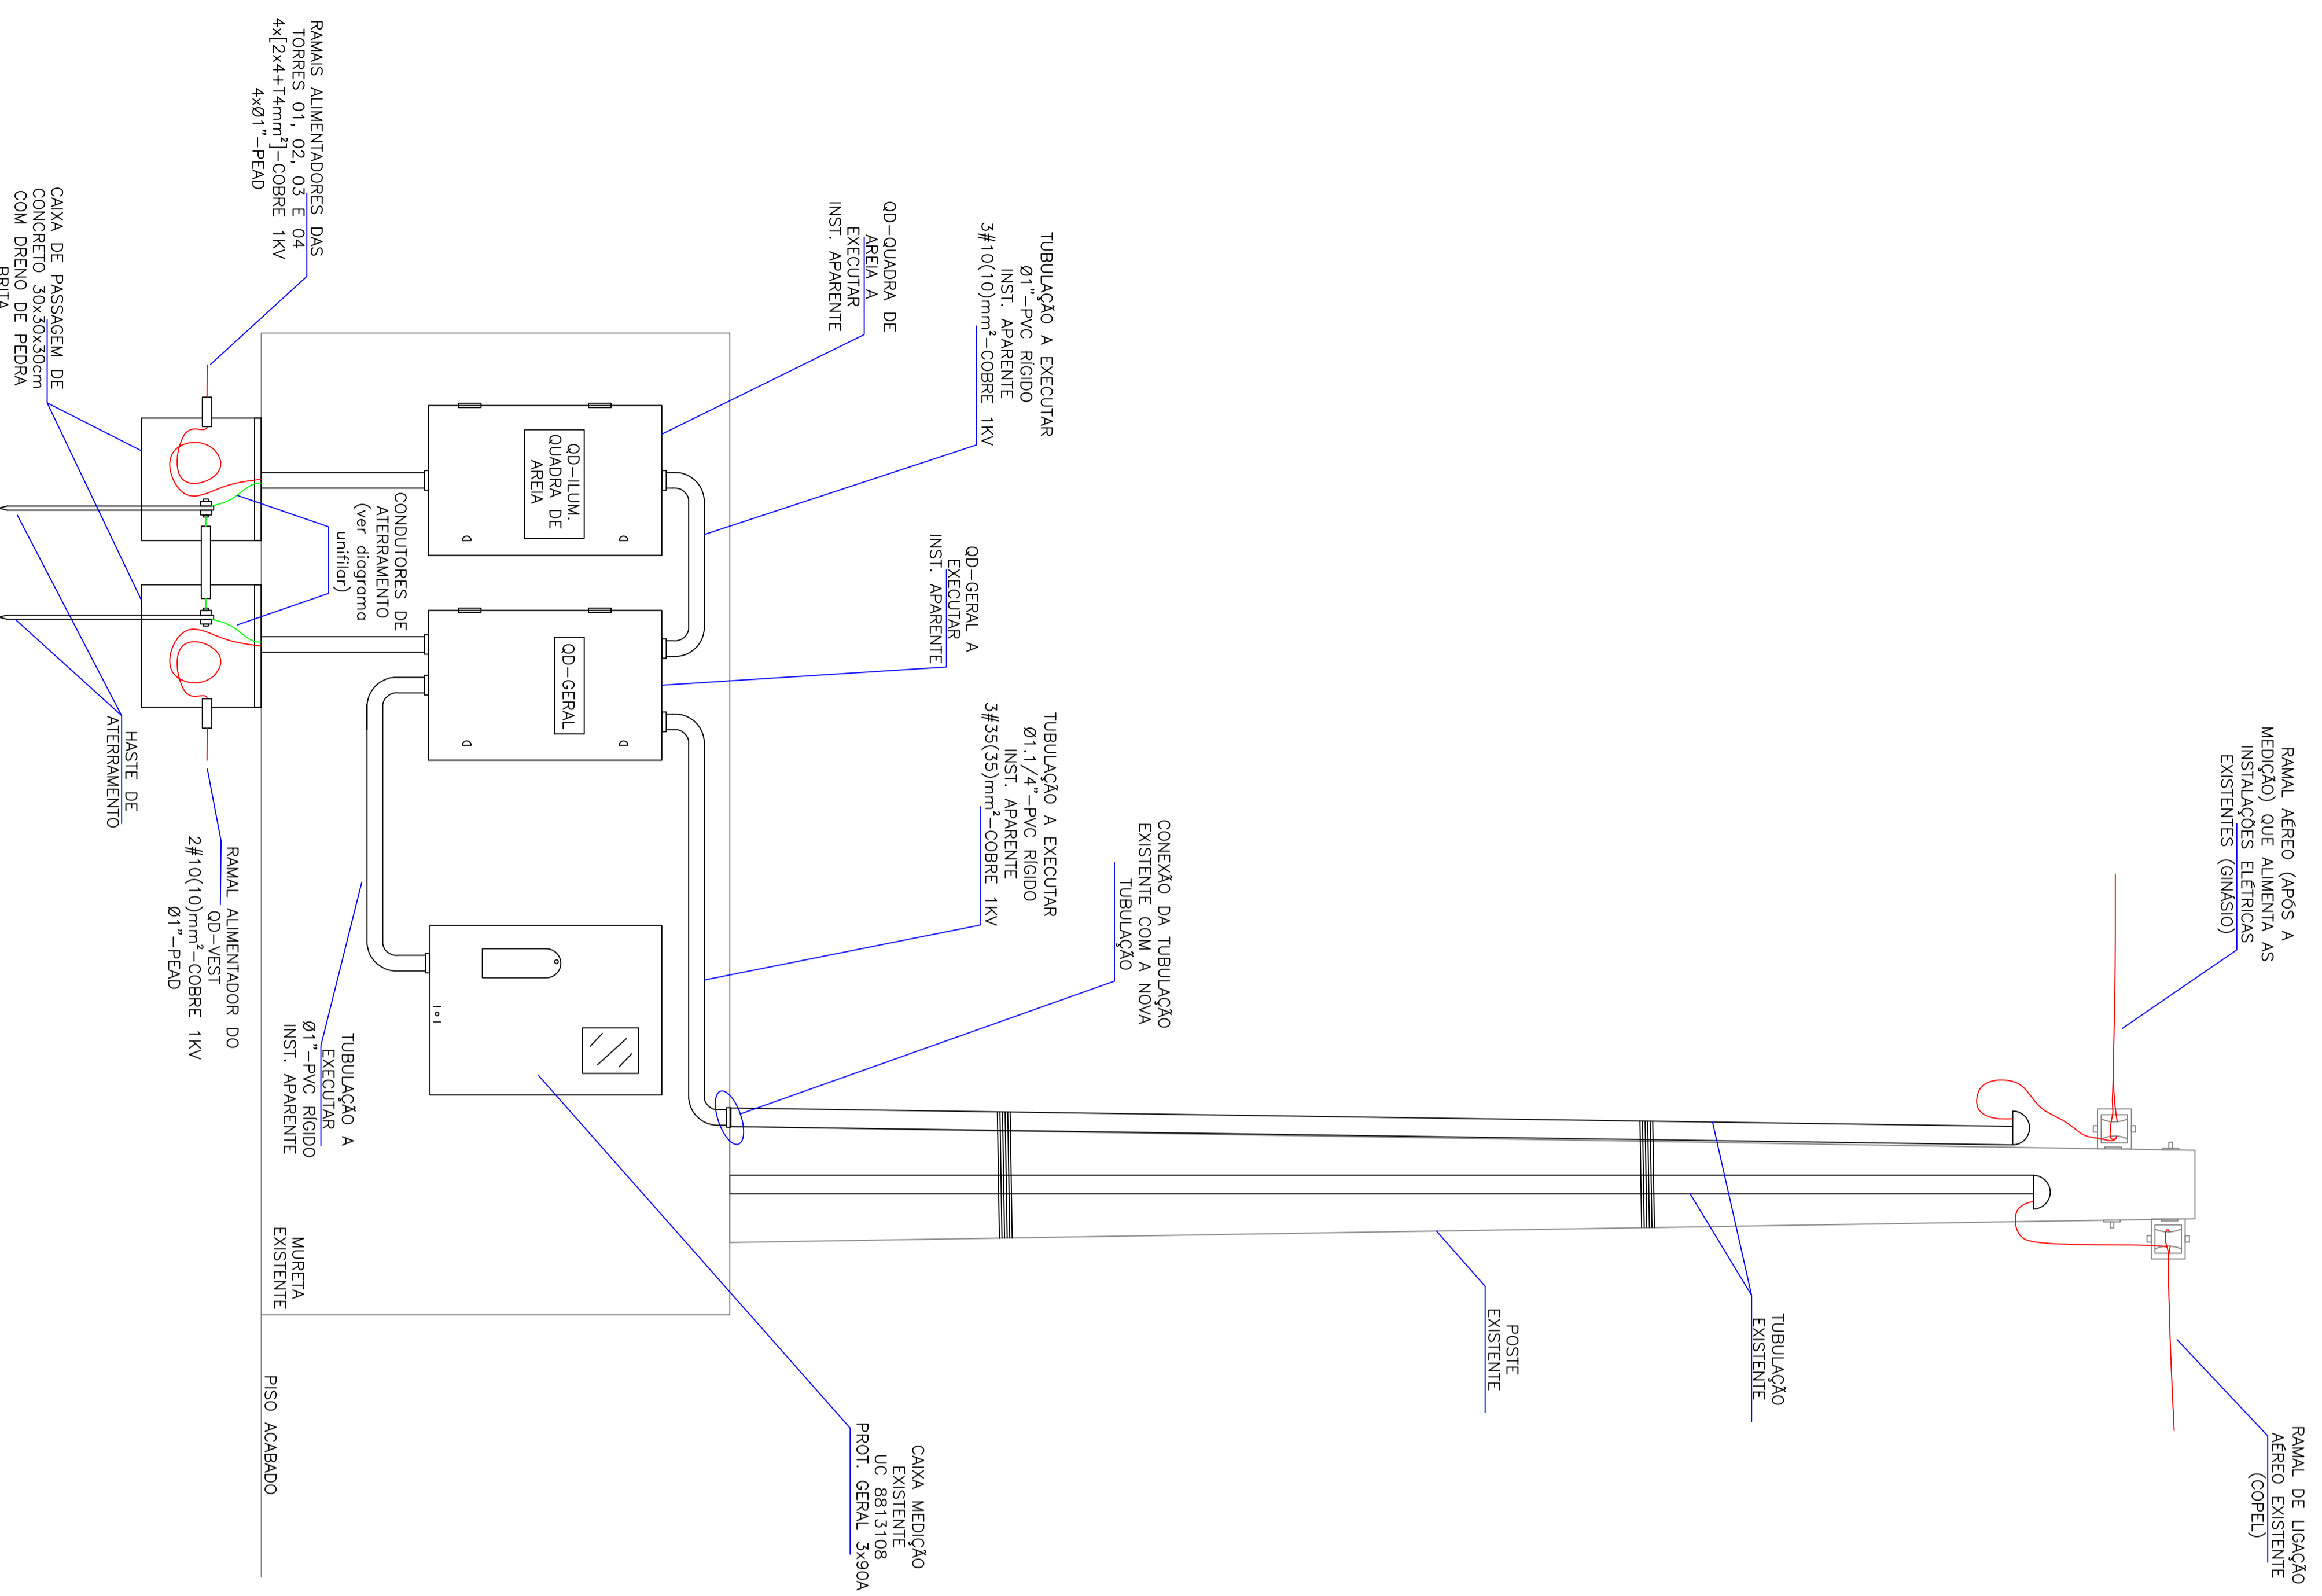 RAMAL DE LIGAÇÃO
AÉREO EXISTENTE
(COPEL)
RAMAL AÉREO (APÓS A
MEDIÇÃO) QUE ALIMENTA AS
INSTALAÇÕES ELÉTRICAS
EXISTENTES (GINÁSIO)
TUBULAÇÃO
EXISTENTE
POSTE
EXISTENTE
CONEXÃO DA TUBULAÇÃO
EXISTENTE COM A NOVA
TUBULAÇÃO
TUBULAÇÃO A EXECUTAR
Ø1"-PVC RÍGIDO
INST. APARENTE
3#10(10)mm²-COBRE 1KV
TUBULAÇÃO A EXECUTAR
Ø1.1/4"-PVC RÍGIDO
INST. APARENTE
3#35(35)mm²-COBRE 1KV
QD-GERAL A
EXECUTAR
INST. APARENTE
QD-QUADRA DE
AREIA A
EXECUTAR
INST. APARENTE
CAIXA MEDIÇÃO
EXISTENTE
UC 8813108
PROT. GERAL 3x90A
QD-ILUM.
QUADRA DE
AREIA
QD-GERAL
CONDUTORES DE
ATERRAMENTO
(ver diagrama
unifilar)
TUBULAÇÃO A
EXECUTAR
Ø1"-PVC RÍGIDO
INST. APARENTE
MURETA
EXISTENTE
PISO ACABADO
RAMAIS ALIMENTADORES DAS
TORRES 01, 02, 03 E 04
4x[2x4+T4mm²]-COBRE 1KV
4xØ1"-PEAD
RAMAL ALIMENTADOR DO
QD-VEST
2#10(10)mm²-COBRE 1KV
Ø1"-PEAD
HASTE DE
ATERRAMENTO
CAIXA DE PASSAGEM DE
CONCRETO 30x30x30cm
COM DRENO DE PEDRA
BRITA